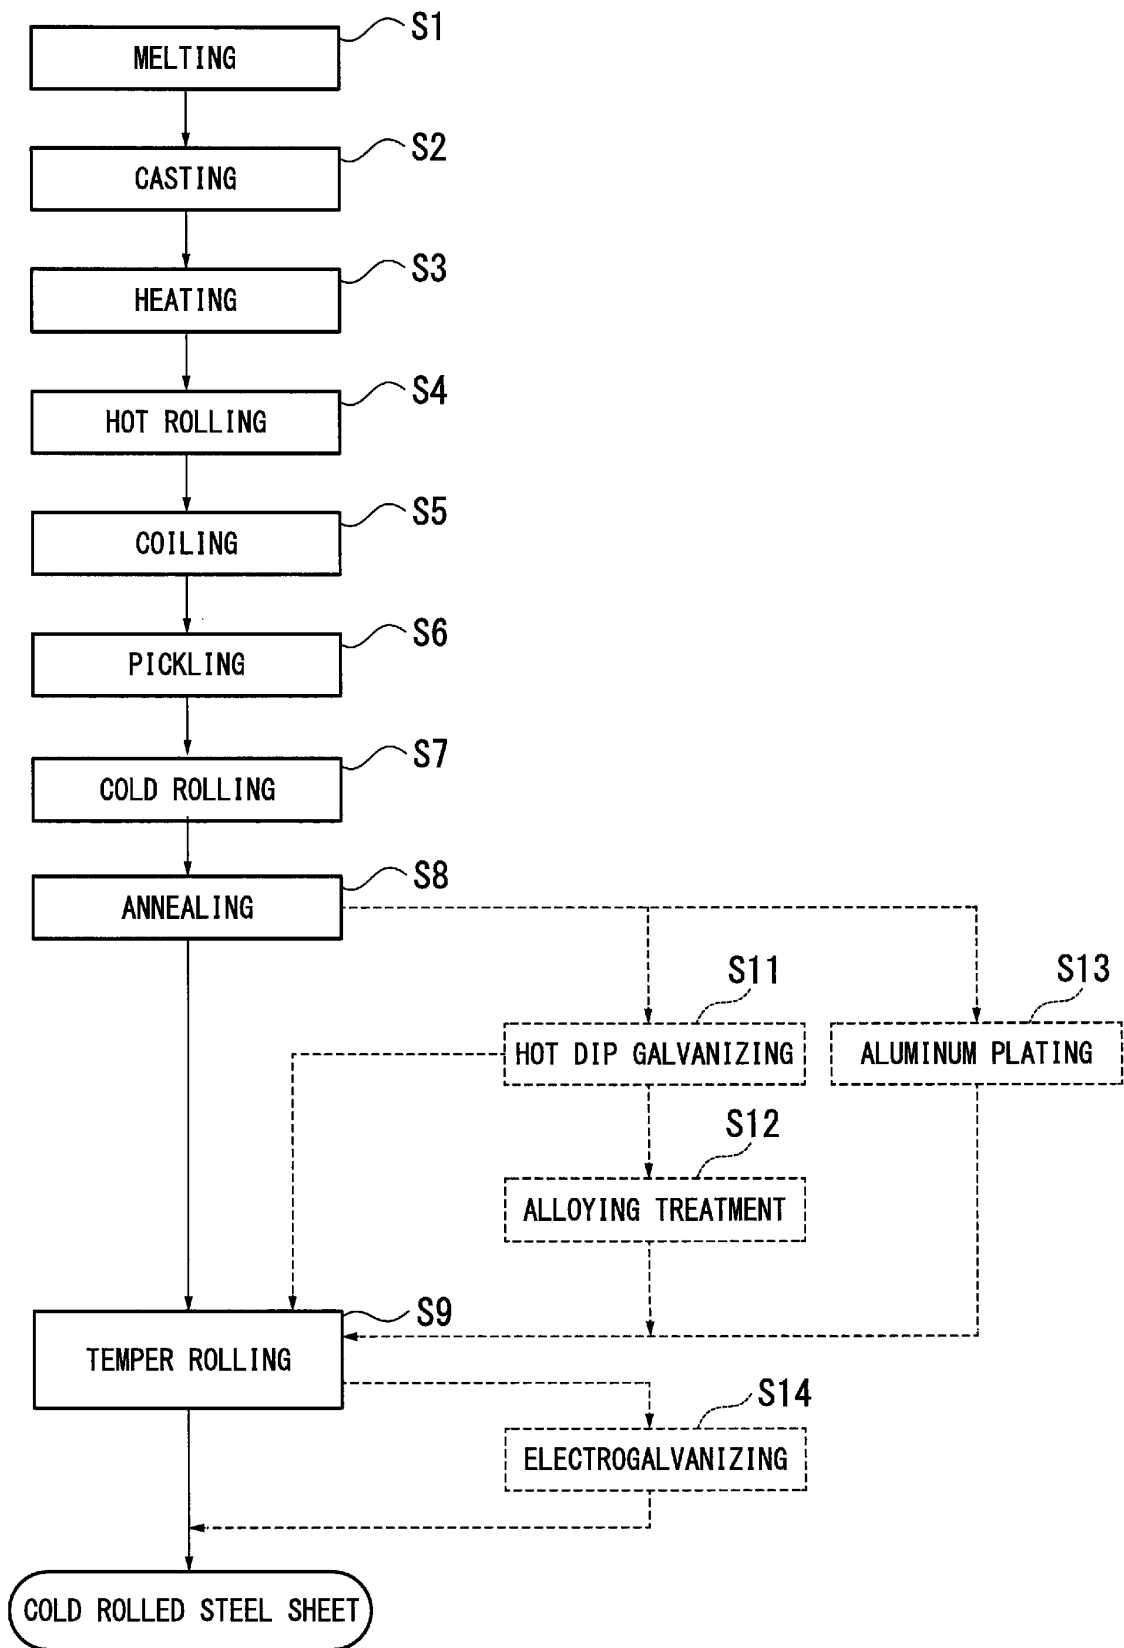 S1
MELTING
S2
CASTING
S3
HEATING
S4
HOT ROLLING
S5
COILING
S6
PICKLING
S7
COLD ROLLING
S8
ANNEALING
S11
S13
HOT DIP GALVANIZING
ALUMINUM PLATING
S12
ALLOYING TREATMENT
S9
TEMPER ROLLING
S14
ELECTROGALVANIZING
COLD ROLLED STEEL SHEET